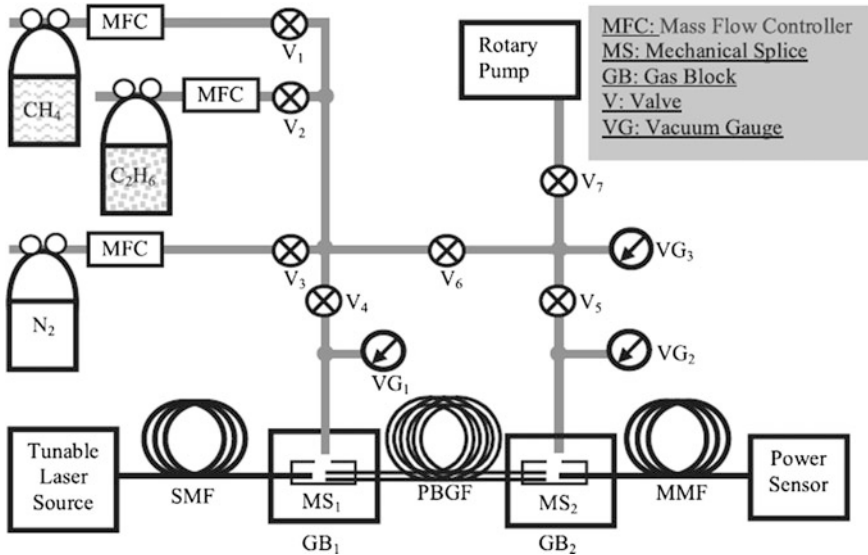 MFC
V1
MFC
V2
CH4
C2H6
Rotary
Pump
MFC: Mass Flow Controller
MS: Mechanical Splice
GB: Gas Block
V: Valve
VG: Vacuum Gauge
V7
MFC
V3
V6
VG3
N2
V4
V5
VG1
VG2
Tunable
Laser
Source
SMF
MS1
GB1
PBGF
MS2
GB2
MMF
Power
Sensor